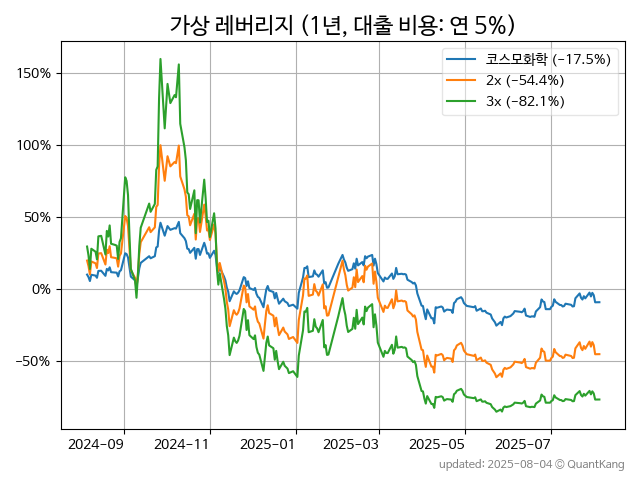 가상 레버리지 (1년, 대출 비용: 연 5%)
코스모화학 (-17.5%)
2x (-54.4%)
3x (-82.1%)
150%
100%
50%
0%
-50%
2024-09
2024-11
2025-01
2025-03
2025-05
2025-07
updated: 2025-08-04 © QuantKang